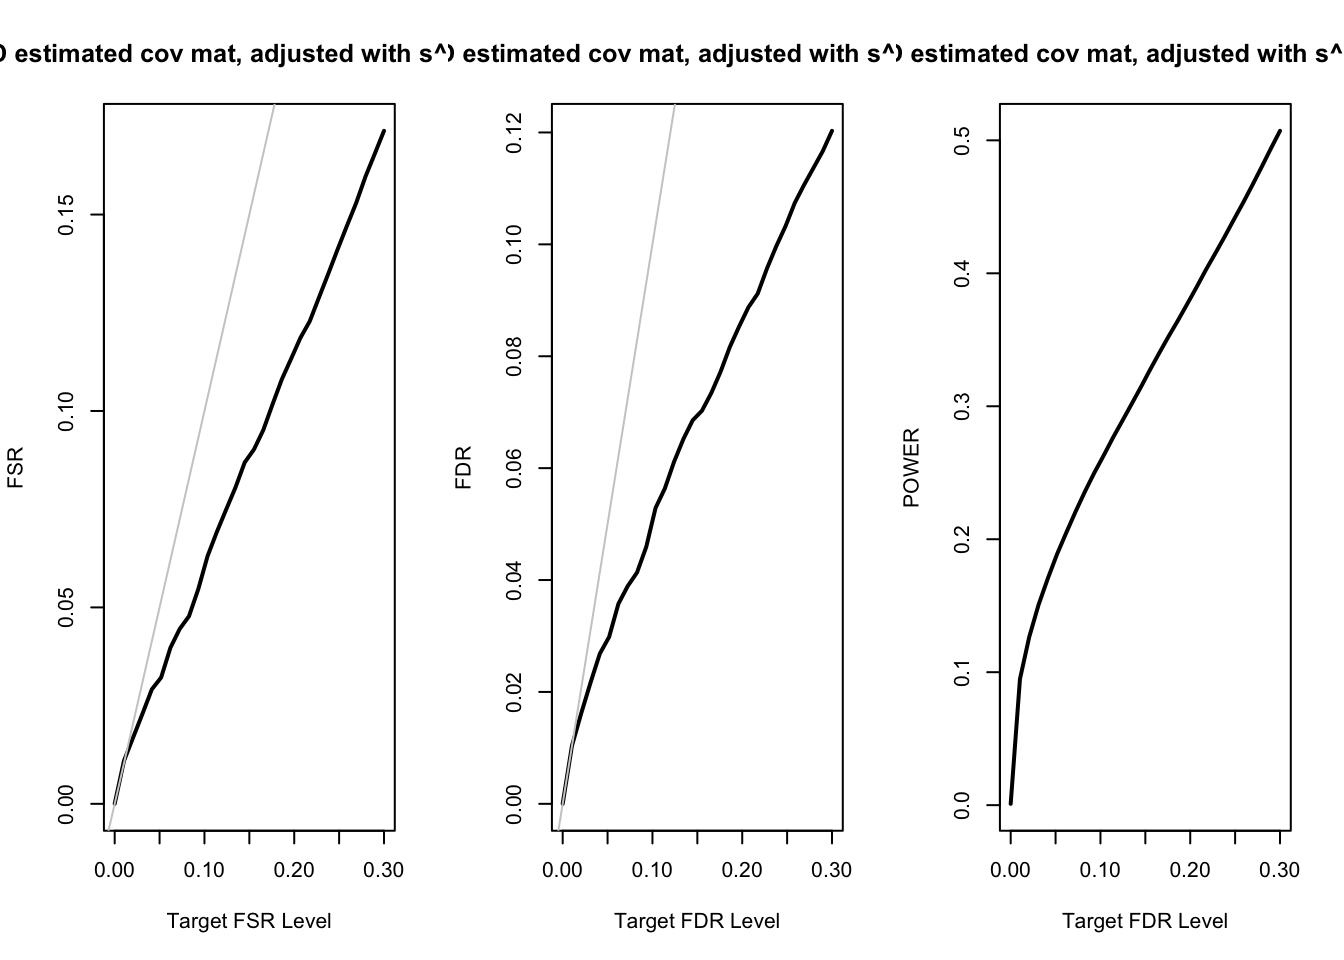 estimated cov mat, adjusted with s^
estimated cov mat, adjusted with s^
estimated cov mat, adjusted with s^
FSR
0.00
0.05
0.10
0.15
0.00 0.10 0.20 0.30
Target FSR Level
FDR
0.00
0.02
0.04
0.06
0.08
0.10
0.12
0.00 0.10 0.20 0.30
Target FDR Level
POWER
0.0
0.1
0.2
0.3
0.4
0.5
0.00 0.10 0.20 0.30
Target FDR Level